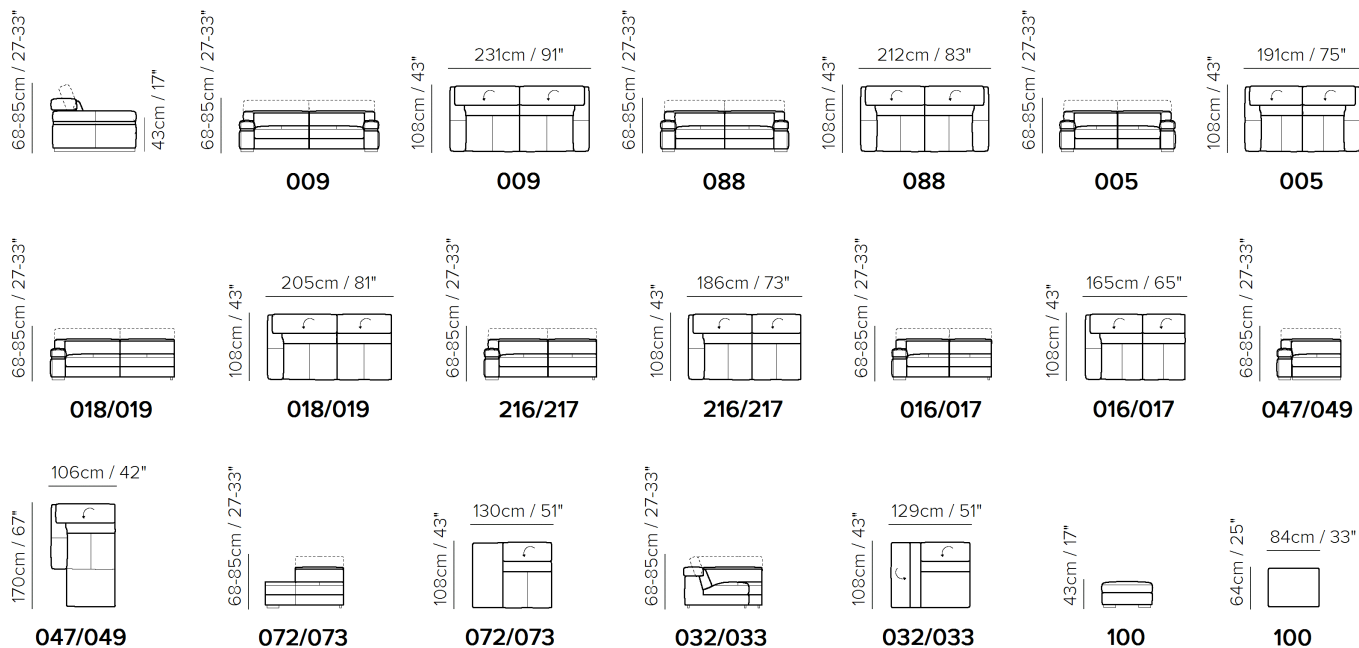 68-85cm / 27-33"
43cm / 17"
68-85cm / 27-33"
009
231cm / 91"
108cm / 43"
009
68-85cm / 27-33"
088
212cm / 83"
108cm / 43"
088
68-85cm / 27-33"
005
191cm / 75"
108cm / 43"
005
68-85cm / 27-33"
018/019
205cm / 81"
108cm / 43"
018/019
68-85cm / 27-33"
216/217
186cm / 73"
108cm / 43"
216/217
68-85cm / 27-33"
016/017
165cm / 65"
108cm / 43"
016/017
68-85cm / 27-33"
047/049
106cm / 42"
170cm / 67"
047/049
68-85cm / 27-33"
072/073
130cm / 51"
108cm / 43"
072/073
68-85cm / 27-33"
032/033
129cm / 51"
108cm / 43"
032/033
43cm / 17"
100
84cm / 33"
64cm / 25"
100